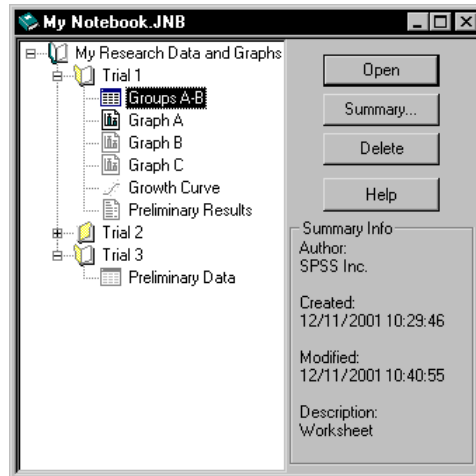 My Notebook.JNB
My Research Data and Graphs
Trial 1
Groups A-B
Graph A
Graph B
Graph C
Growth Curve
Preliminary Results
Trial 2
Trial 3
Preliminary Data
Open
Summary...
Delete
Help
Summary Info
Author:
SPSS Inc.
Created:
12/11/2001 10:29:46
Modified:
12/11/2001 10:40:55
Description:
Worksheet